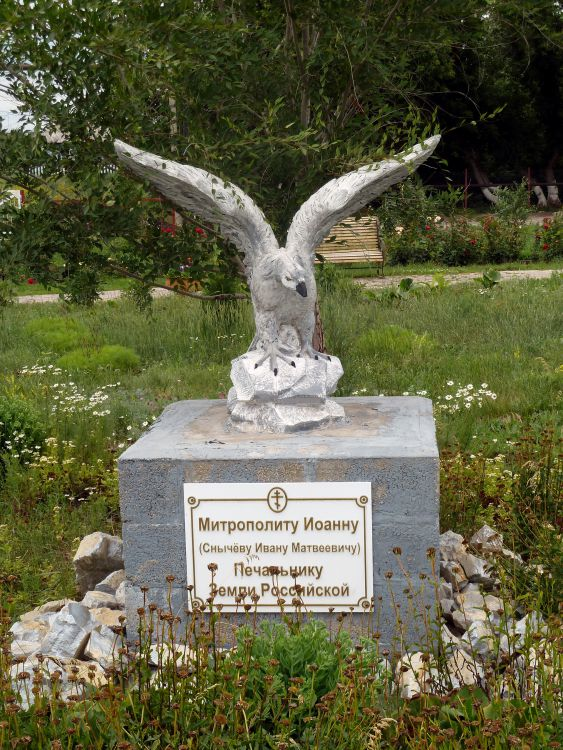 Митрополиту Иоанну
(Снычёву Ивану Матвеевичу)
Печальнику
Земли Российской